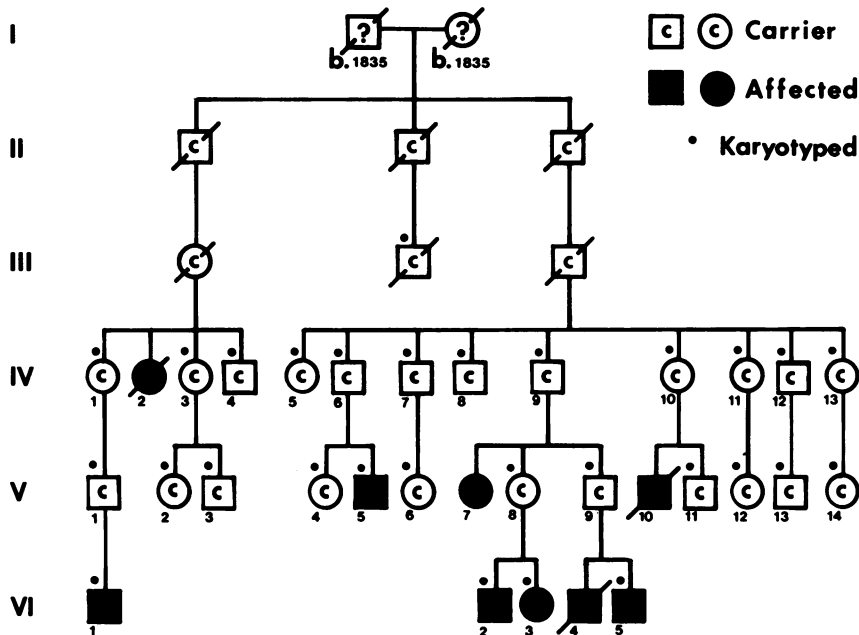 I
? ?
b. 1835 b. 1835
c c Carrier
Affected
Karyotyped
II
c c c
III
c c c
IV
c c c c c c c c c c c c c
1 2 3 4 5 6 7 8 9 10 11 12 13
V
c c c c c c c c c c c c
1 2 3 4 5 6 7 8 9 10 11 12 13 14
VI
1 2 3 4 5